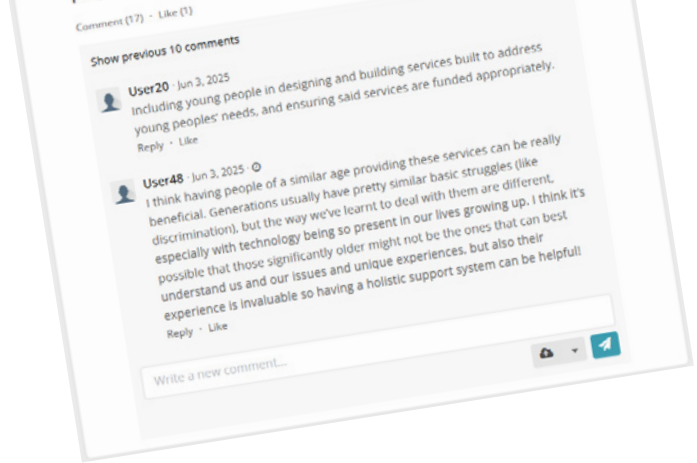 Comment (17) · Like (1)
Show previous 10 comments
User20 · Jun 3, 2025
Including young people in designing and building services built to address
young peoples' needs, and ensuring said services are funded appropriately.
Reply · Like
User48 · Jun 3, 2025 ·
I think having people of a similar age providing these services can be really
beneficial. Generations usually have pretty similar basic struggles (like
discrimination), but the way we've learnt to deal with them are different,
especially with technology being so present in our lives growing up. I think it's
possible that those significantly older might not be the ones that can best
understand us and our issues and unique experiences, but also their
experience is invaluable so having a holistic support system can be helpful!
Reply · Like
Write a new comment...